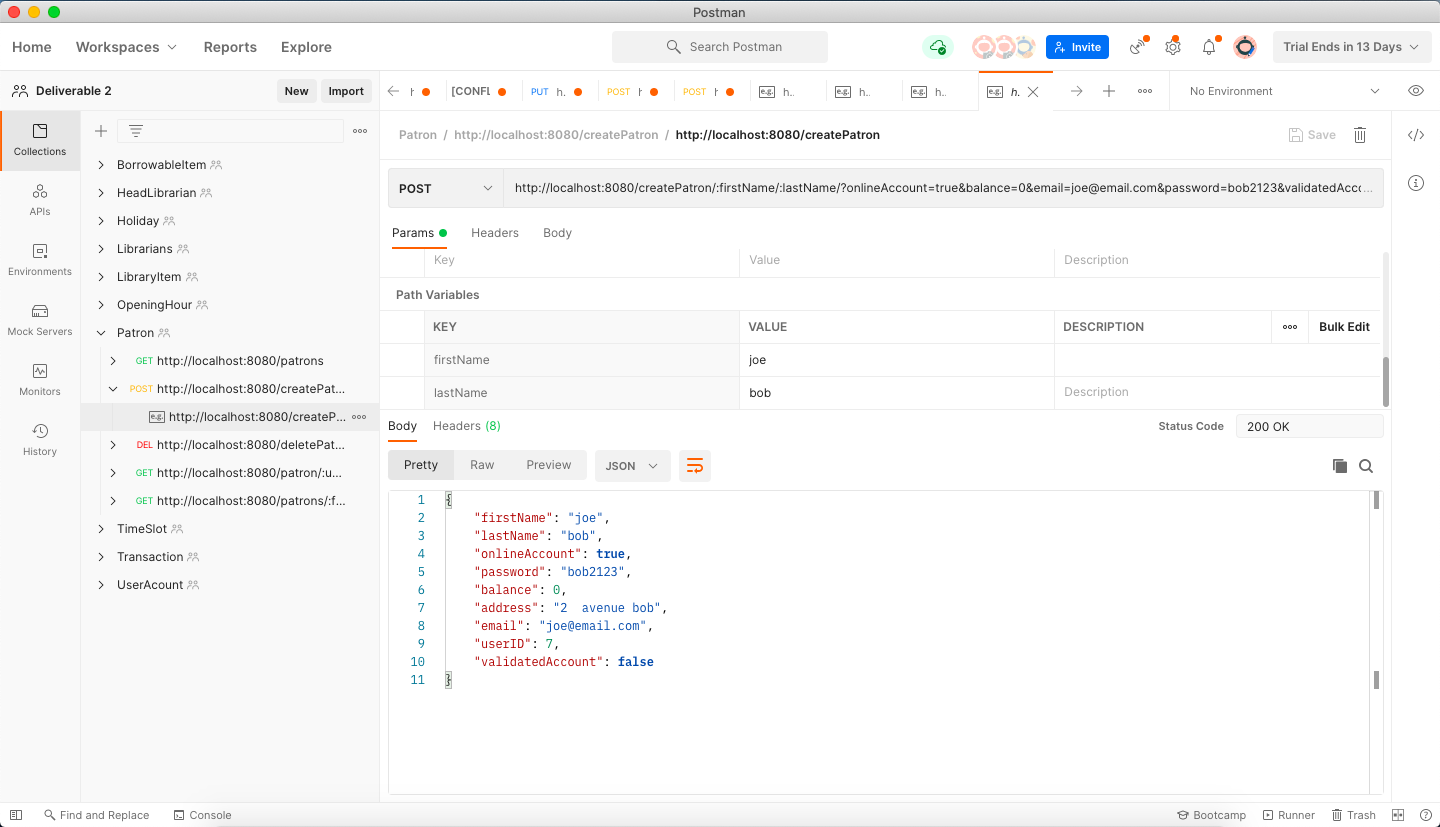 Postman
Home Workspaces Reports Explore Search Postman Invite Trial Ends in 13 Days
Deliverable 2 New Import
[CONFL PUT h. POST POST h.. h.. h.. h. No Environment
Collections
APIs
Environments
Mock Servers
Monitors
History
BorrowableItem
HeadLibrarian
Holiday
Librarians
LibraryItem
OpeningHour
Patron
GET http://localhost:8080/patrons
POST http://localhost:8080/createPat...
e.g. http://localhost:8080/createP...
DEL http://localhost:8080/deletePat...
GET http://localhost:8080/patron/:u...
GET http://localhost:8080/patrons/:f...
TimeSlot
Transaction
UserAcount
Patron / http://localhost:8080/createPatron / http://localhost:8080/createPatron Save
POST http://localhost:8080/createPatron/:firstName/:lastName/?onlineAccount=true&balance=0&email=joe@email.com&password=bob2123&validatedAcc...
Params Headers Body
Key Value Description
Path Variables
KEY VALUE DESCRIPTION Bulk Edit
firstName joe
lastName bob Description
Body Headers (8) Status Code 200 OK
Pretty Raw Preview JSON
1 {
2 "firstName": "joe",
3 "lastName": "bob",
4 "onlineAccount": true,
5 "password": "bob2123",
6 "balance": 0,
7 "address": "2  avenue bob",
8 "email": "joe@email.com",
9 "userID": 7,
10 "validatedAccount": false
11 }
Find and Replace Console Bootcamp Runner Trash